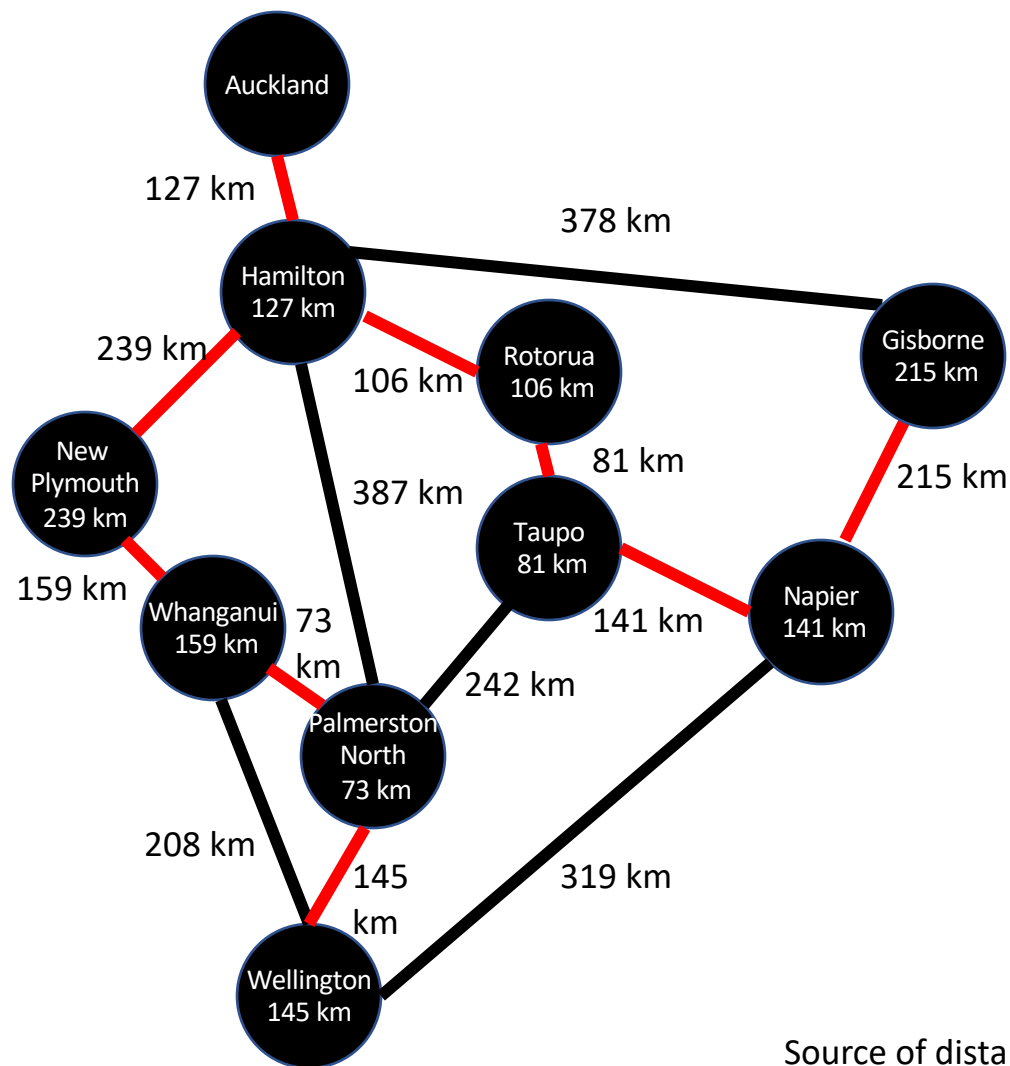 Auckland
127 km
378 km
Hamilton
127 km
Gisborne
215 km
239 km
Rotorua
106 km
106 km
New
Plymouth
239 km
81 km
215 km
387 km
Taupo
81 km
159 km
Whanganui
159 km
73
km
141 km
Napier
141 km
242 km
Palmerston
North
73 km
208 km
145
km
319 km
Wellington
145 km
Source of dista